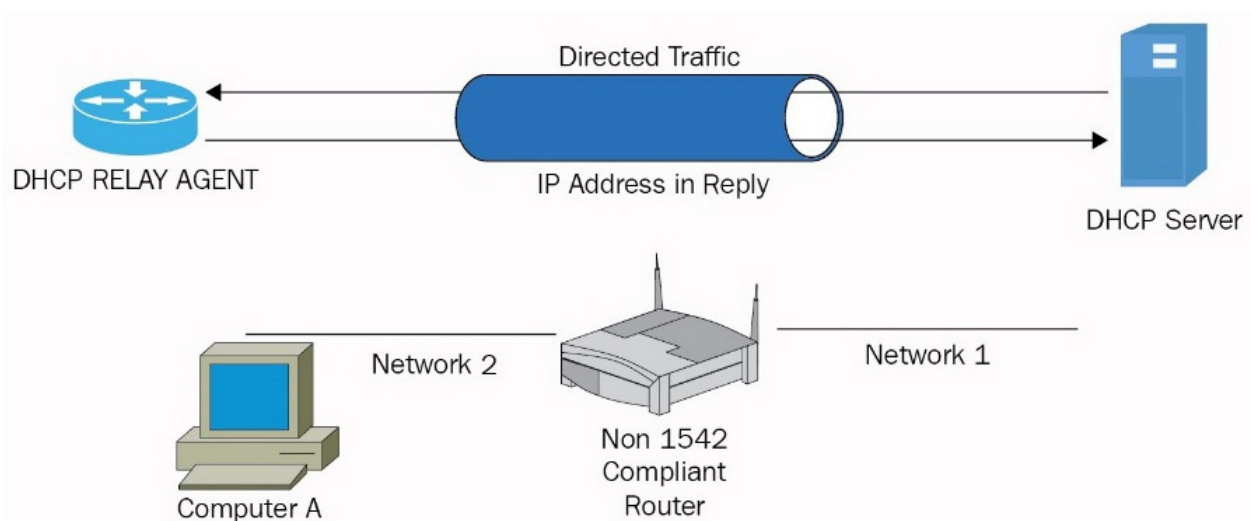 Directed Traffic
DHCP RELAY AGENT
IP Address in Reply
DHCP Server
Network 2
Network 1
Non 1542
Compliant
Router
Computer A